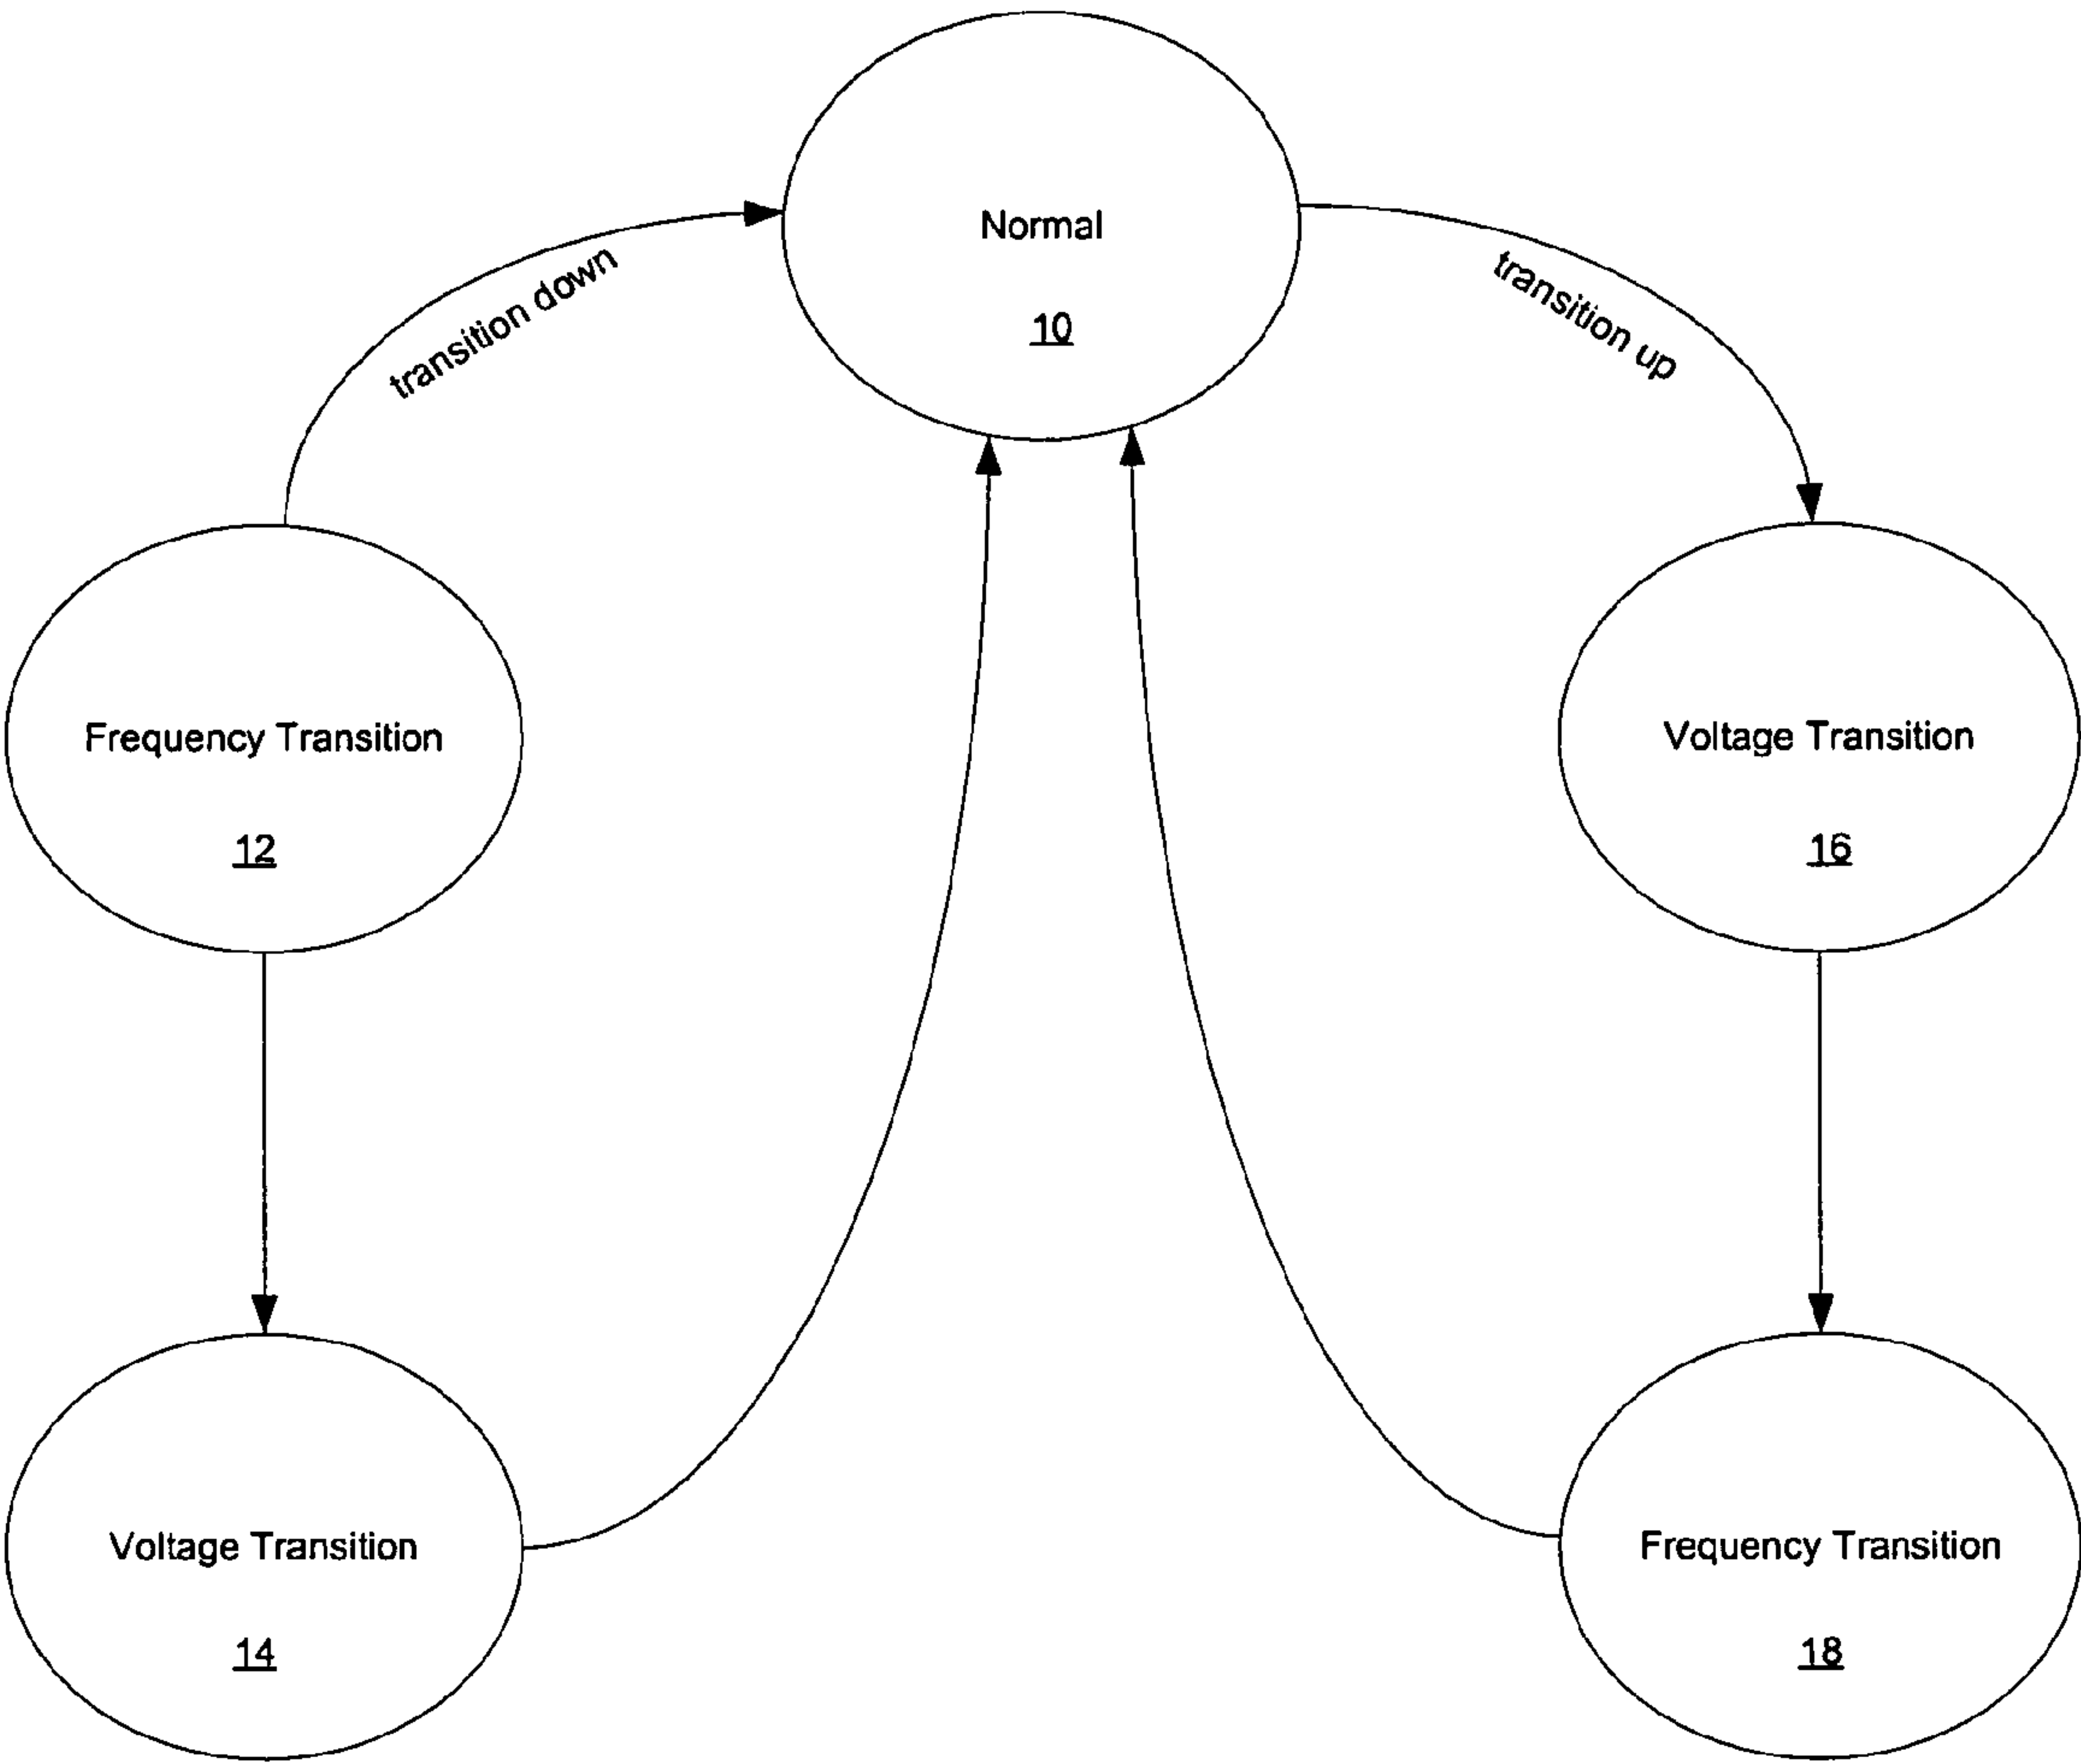 Normal
10
transition down
transition up
Frequency Transition
12
Voltage Transition
16
Voltage Transition
14
Frequency Transition
18